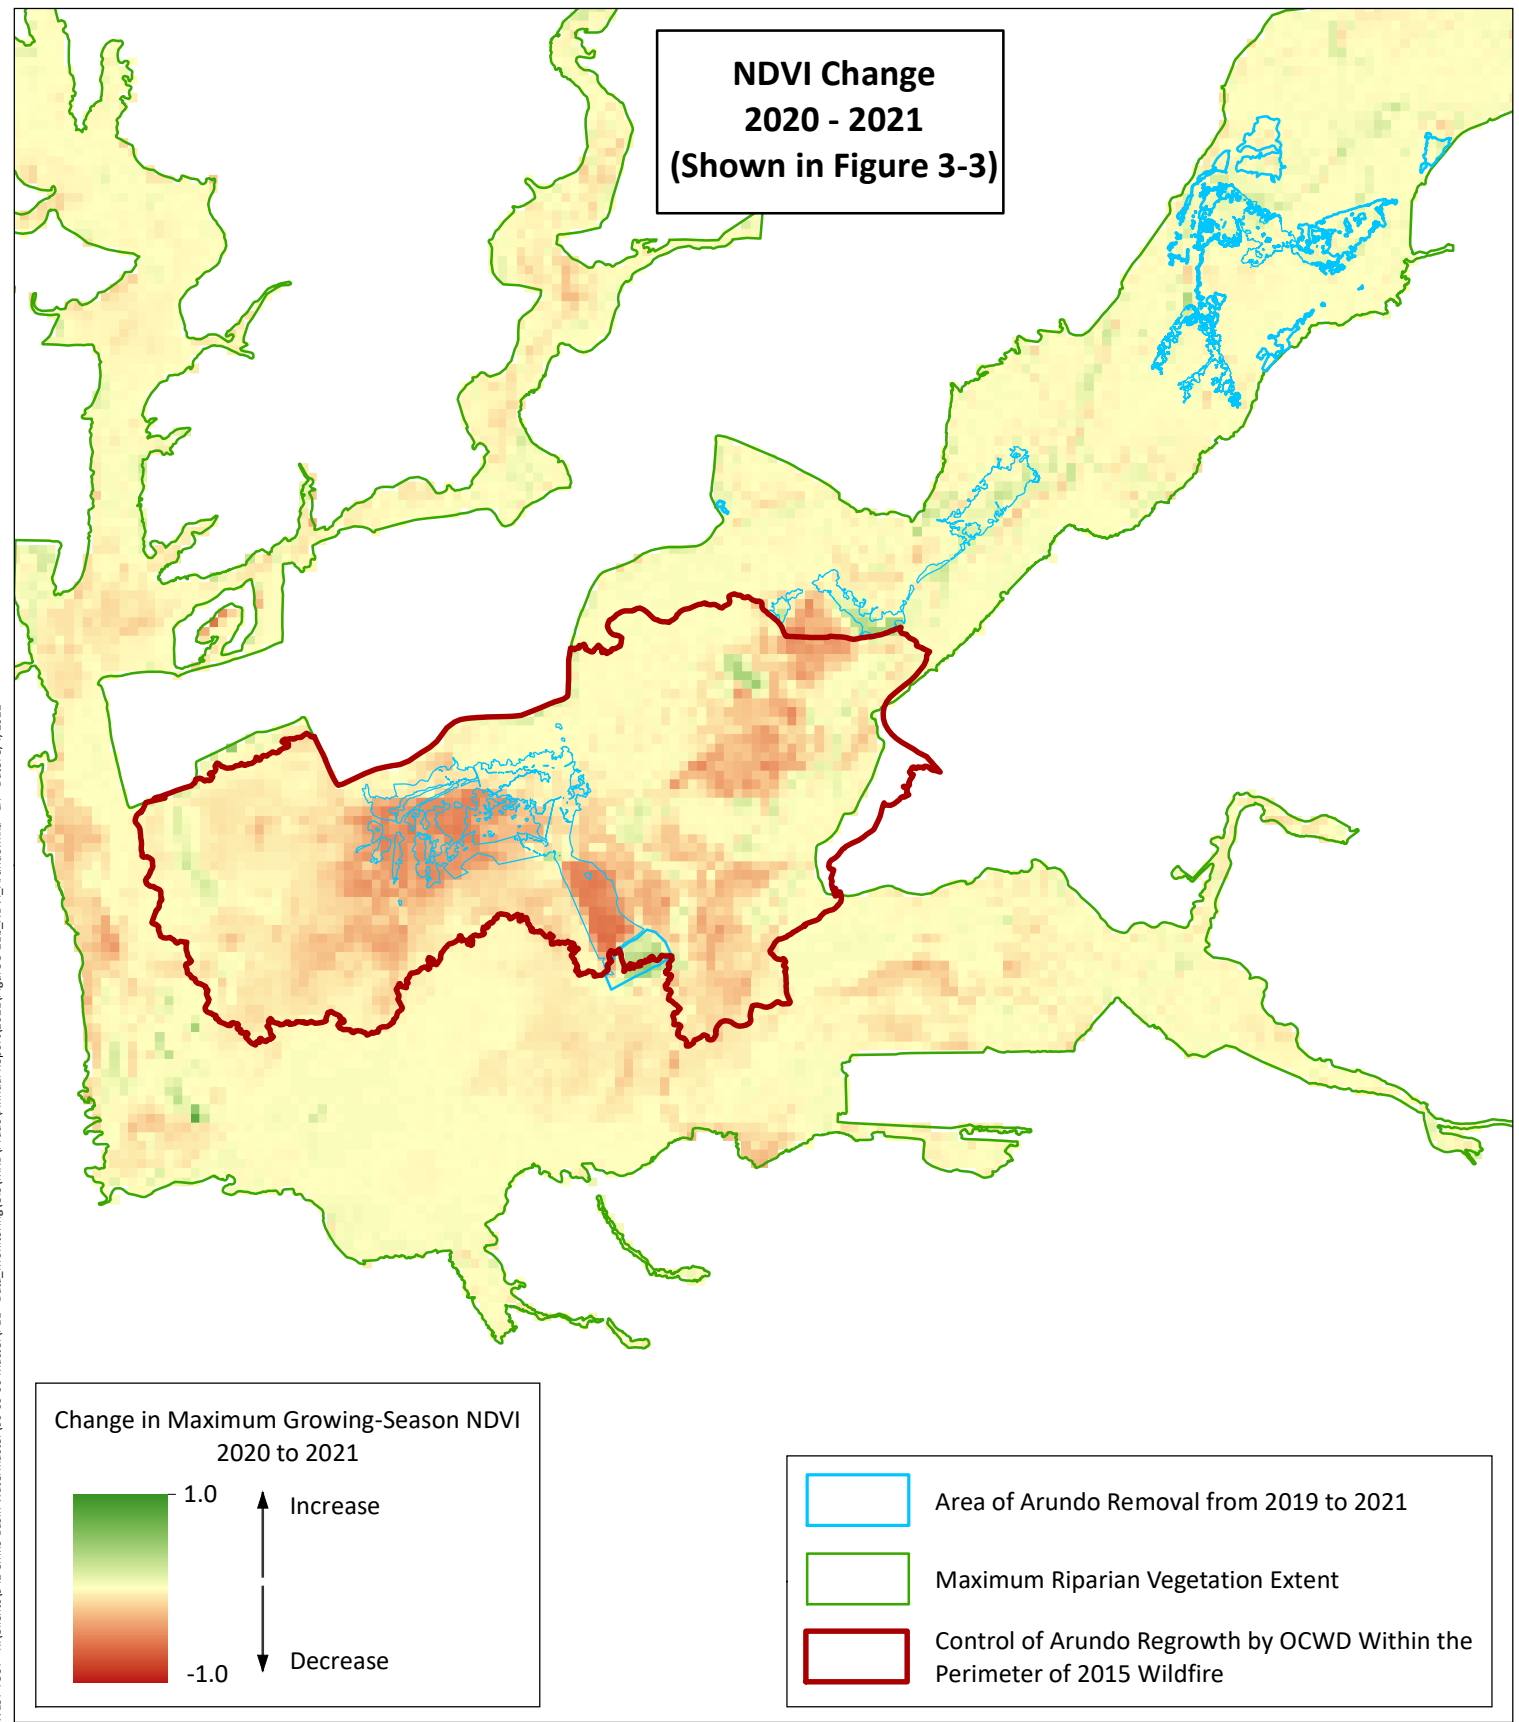 NDVI Change
2020 - 2021
(Shown in Figure 3-3)
Change in Maximum Growing-Season NDVI
2020 to 2021
1.0
Increase
-1.0
Decrease
Area of Arundo Removal from 2019 to 2021
Maximum Riparian Vegetation Extent
Control of Arundo Regrowth by OCWD Within the
Perimeter of 2015 Wildfire